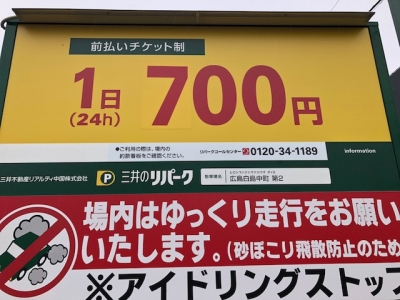 前払いチケット制
1日
(24h)
700円
●ご利用の際は、場内の
約款看板をご確認ください。
リパークコールセンター 0120-34-1189
information
三井不動産リアルティ中国株式会社
P 三井のリパーク
駐車場名
広島白島中町 第2
場内はゆっくり走行をお願い
いたします。(砂ぼこり飛散防止のため
※アイドリングストップ